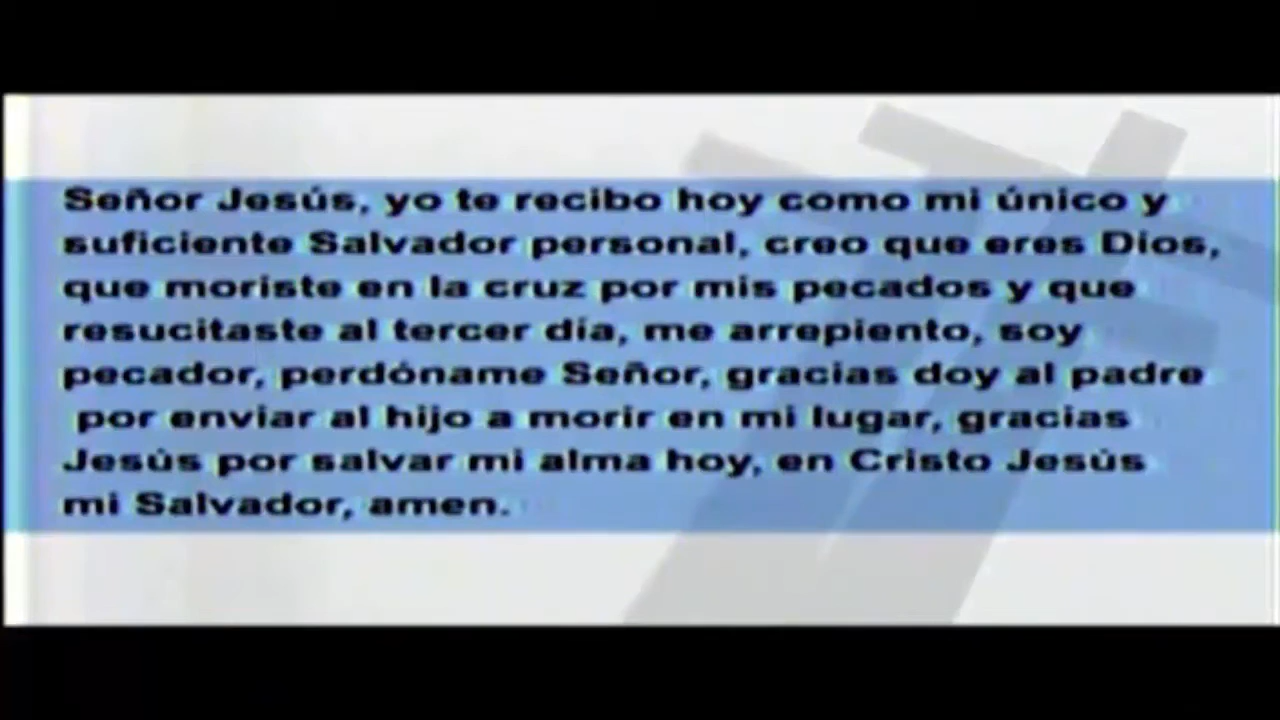 Señor Jesús, yo te recibo hoy como mi único y
suficiente Salvador personal, creo que eres Dios,
que moriste en la cruz por mis pecados y que
resucitaste al tercer día, me arrepiento, soy
pecador, perdóname Señor, gracias doy al padre
por enviar al hijo a morir en mi lugar, gracias
Jesús por salvar mi alma hoy, en Cristo Jesús
mi Salvador, amen.